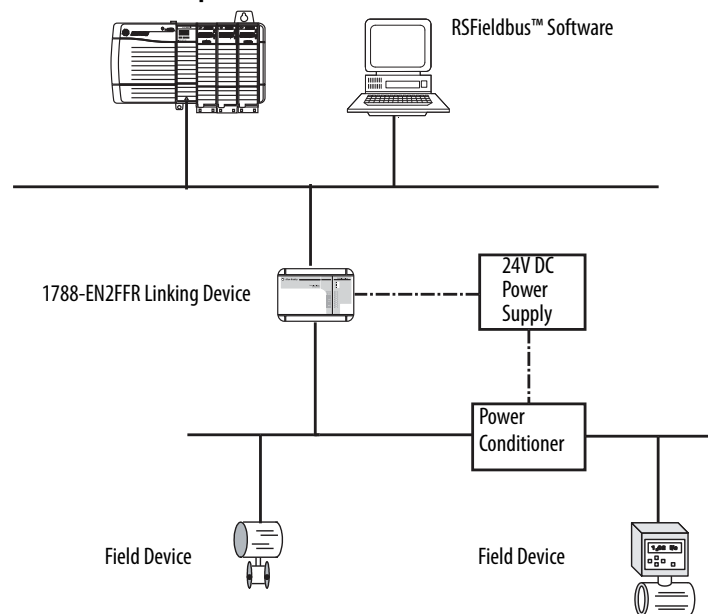 RSFieldbus™ Software
1788-EN2FFR Linking Device
24V DC
Power
Supply
Power
Conditioner
Field Device
Field Device